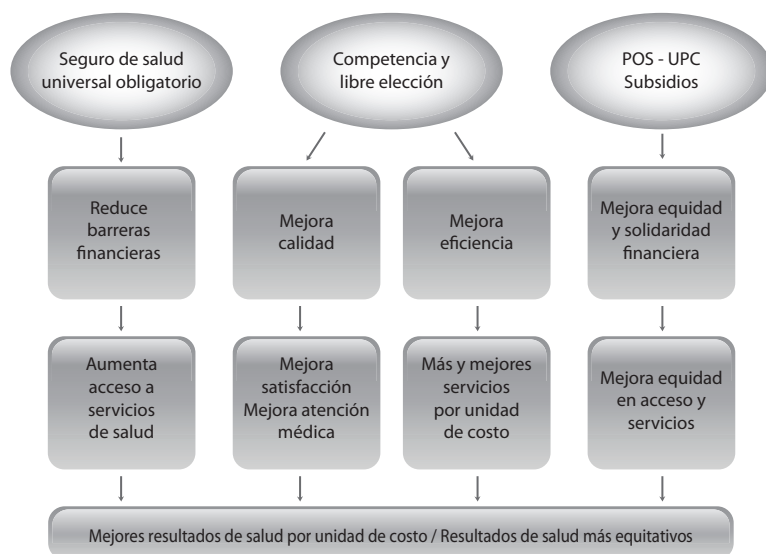 Seguro de salud
universal obligatorio
Competencia y
libre elección
POS - UPC
Subsidios
Reduce
barreras
financieras
Mejora
calidad
Mejora
eficiencia
Mejora equidad
y solidaridad
financiera
Aumenta
acceso a
servicios
de salud
Mejora
satisfacción
Mejora atención
médica
Más y mejores
servicios
por unidad
de costo
Mejora equidad
en acceso y
servicios
Mejores resultados de salud por unidad de costo / Resultados de salud más equitativos